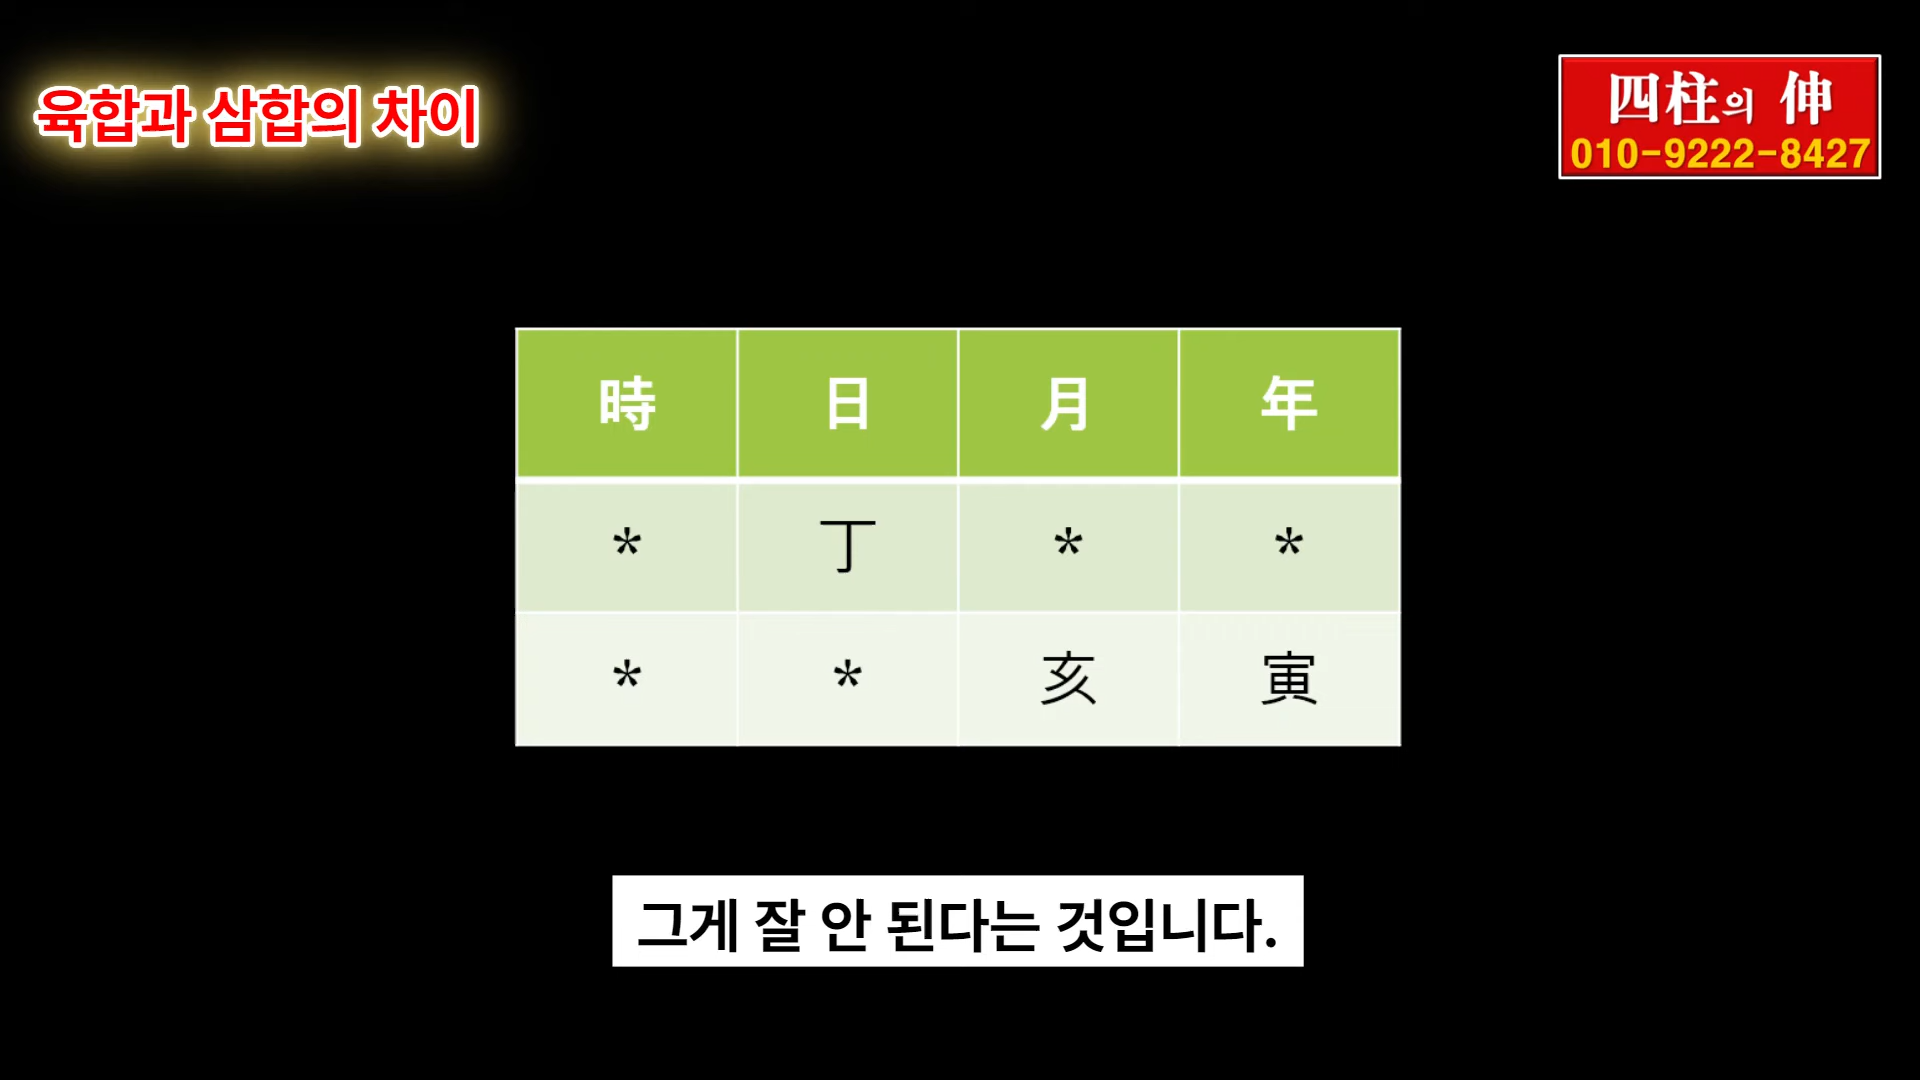 육합과 삼합의 차이
四柱의 伸
010-9222-8427
時 日 月 年
* 丁 * *
* * 亥 寅
그게 잘 안 된다는 것입니다.